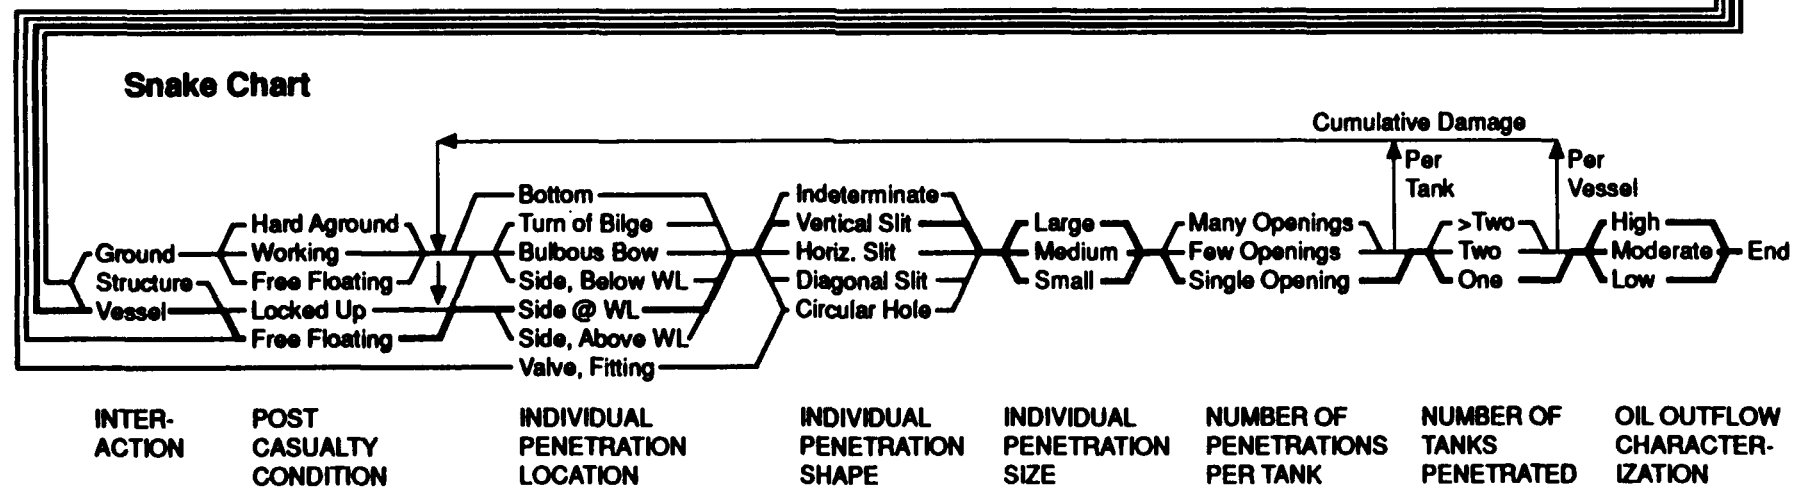 Snake Chart
Cumulative Damage
Per
Tank
Per
Vessel
Ground
Structure
Vessel
Hard Aground
Working
Free Floating
Locked Up
Free Floating
Bottom
Turn of Bilge
Bulbous Bow
Side, Below WL
Side @ WL
Side, Above WL
Valve, Fitting
Indeterminate
Vertical Slit
Horiz. Slit
Diagonal Slit
Circular Hole
Large
Medium
Small
Many Openings
Few Openings
Single Opening
>Two
Two
One
High
Moderate
Low
End
INTER-
ACTION
POST
CASUALTY
CONDITION
INDIVIDUAL
PENETRATION
LOCATION
INDIVIDUAL
PENETRATION
SHAPE
INDIVIDUAL
PENETRATION
SIZE
NUMBER OF
PENETRATIONS
PER TANK
NUMBER OF
TANKS
PENETRATED
OIL OUTFLOW
CHARACTER-
IZATION